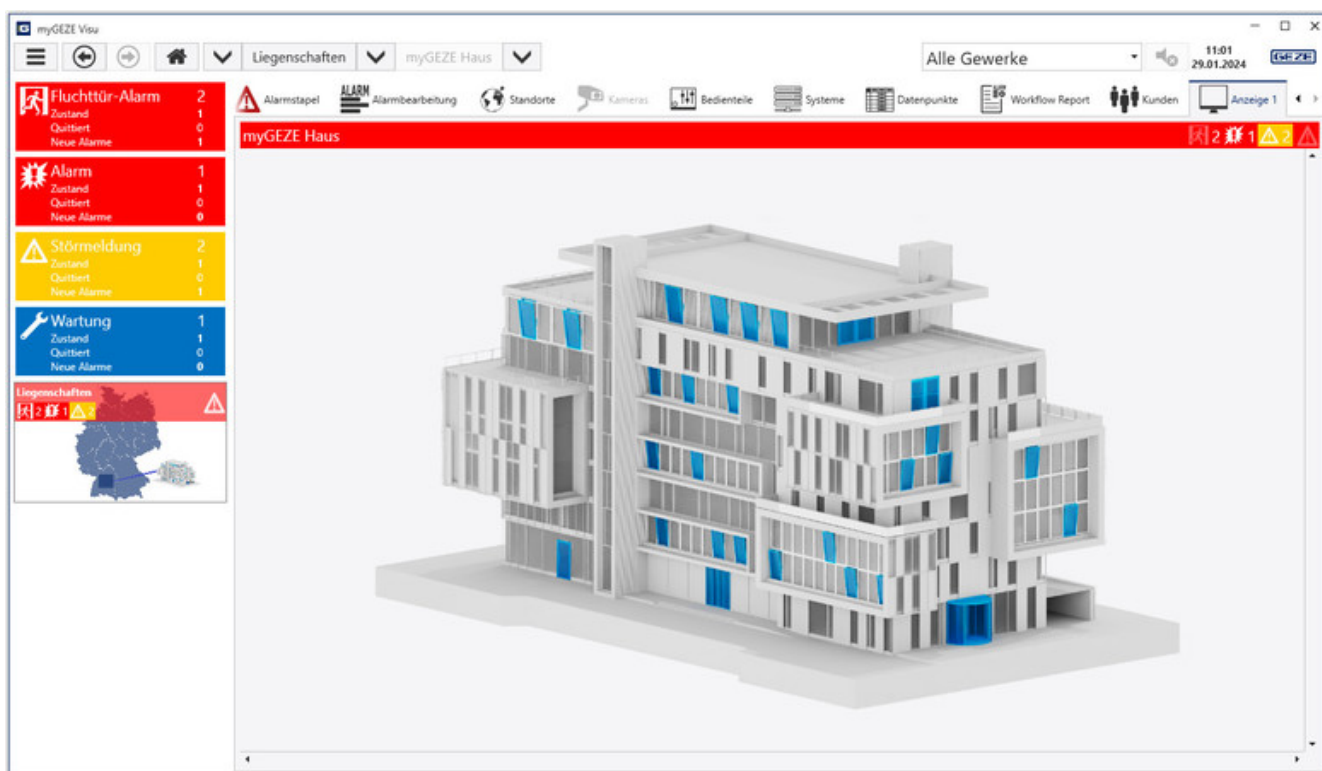 myGEZE Visu
Liegenschaften
myGEZE Haus
Alle Gewerke
11:01
29.01.2024
GEZE
Fluchttür-Alarm 2
Zustand 1
Quittiert 0
Neue Alarme 1
Alarm 1
Zustand 1
Quittiert 0
Neue Alarme 0
Störmeldung 2
Zustand 1
Quittiert 0
Neue Alarme 1
Wartung 1
Zustand 1
Quittiert 0
Neue Alarme 0
Liegenschaften
2 1 2
Alarmstapel
ALARM Alarmbearbeitung
Standorte
Kameras
Bedienteile
Systeme
Datenpunkte
Workflow Report
Kunden
Anzeige 1
myGEZE Haus 2 1 2